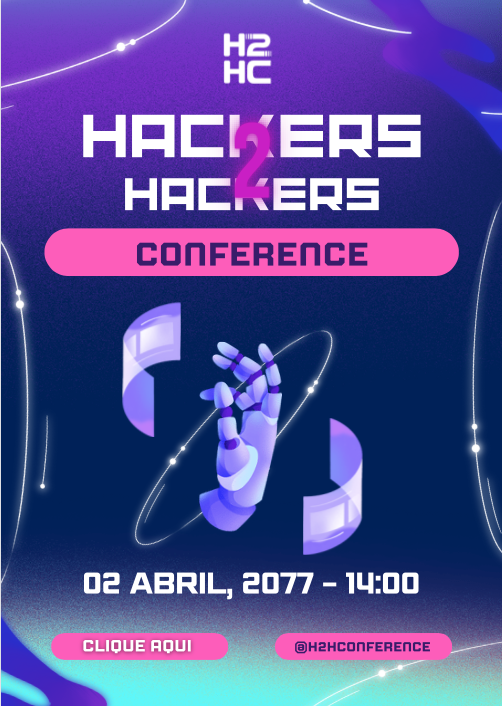 H2
HC
HACKERS
2
HACKERS
CONFERENCE
02 ABRIL, 2077 - 14:00
CLIQUE AQUI
@H2HCONFERENCE